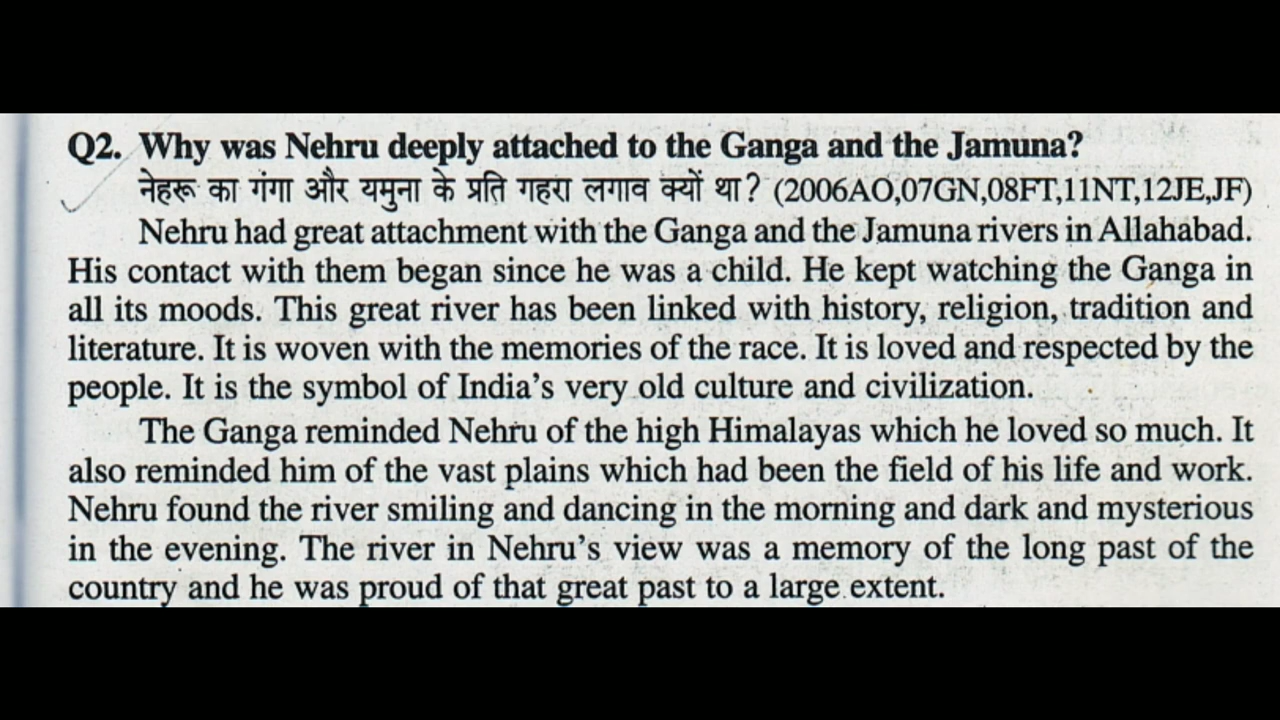 Q2. Why was Nehru deeply attached to the Ganga and the Jamuna?
नेहरू का गंगा और यमुना के प्रति गहरा लगाव क्यों था? (2006AO,07GN,08FT,11NT,12JE,JF)
Nehru had great attachment with the Ganga and the Jamuna rivers in Allahabad.
His contact with them began since he was a child. He kept watching the Ganga in
all its moods. This great river has been linked with history, religion, tradition and
literature. It is woven with the memories of the race. It is loved and respected by the
people. It is the symbol of India's very old culture and civilization.
The Ganga reminded Nehru of the high Himalayas which he loved so much. It
also reminded him of the vast plains which had been the field of his life and work.
Nehru found the river smiling and dancing in the morning and dark and mysterious
in the evening. The river in Nehru's view was a memory of the long past of the
country and he was proud of that great past to a large extent.